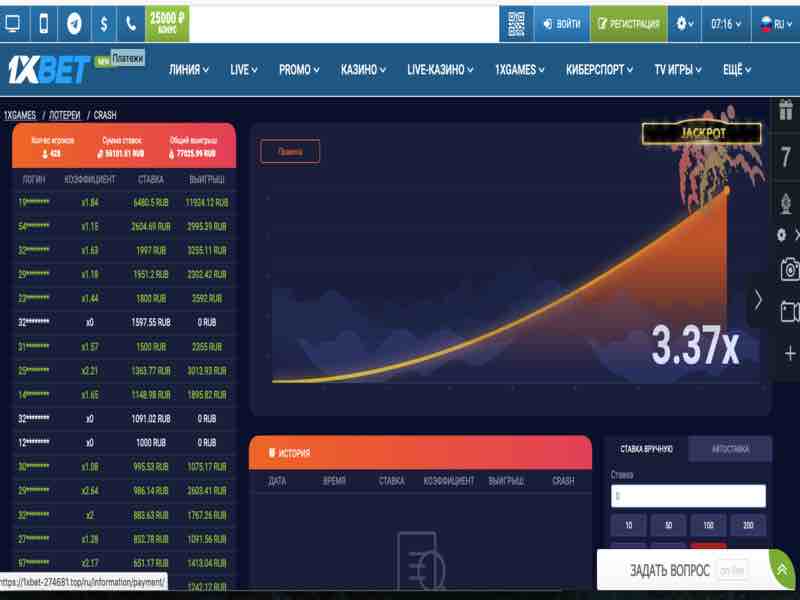 25000 ₽
БОНУС
ВОЙТИ
РЕГИСТРАЦИЯ
07:16
RU
1XBET
NEW
Платежи
ЛИНИЯ
LIVE
PROMO
КАЗИНО
LIVE-КАЗИНО
1XGAMES
КИБЕРСПОРТ
TV ИГРЫ
ЕЩЁ
1XGAMES / ЛОТЕРЕИ / CRASH
Кол-во игроков Сумма ставок Общий выигрыш
428 58101.51 RUB 77025.99 RUB
ЛОГИН КОЭФФИЦИЕНТ СТАВКА ВЫИГРЫШ
19******** x1.84 6480.5 RUB 11924.12 RUB
54******** x1.15 2604.69 RUB 2995.39 RUB
32******** x1.63 1997 RUB 3255.11 RUB
29******** x1.18 1951.2 RUB 2302.42 RUB
23******** x1.44 1800 RUB 2592 RUB
32******** x0 1597.55 RUB 0 RUB
31******** x1.57 1500 RUB 2355 RUB
25******** x2.21 1363.77 RUB 3013.93 RUB
14******** x1.65 1148.98 RUB 1895.82 RUB
32******** x0 1091.02 RUB 0 RUB
12******** x0 1000 RUB 0 RUB
30******** x1.08 995.53 RUB 1075.17 RUB
29******** x2.64 986.14 RUB 2603.41 RUB
32******** x2 883.63 RUB 1767.26 RUB
27******** x1.28 852.78 RUB 1091.56 RUB
97******** x2.17 651.17 RUB 1413.04 RUB
1242.12 RUB
https://1xbet-274681.top/ru/information/payment/
Правила
JACKPOT
3.37x
ИСТОРИЯ
ДАТА ВРЕМЯ СТАВКА КОЭФФИЦИЕНТ ВЫИГРЫШ CRASH
СТАВКА ВРУЧНУЮ
АВТОСТАВКА
Ставка
0
10 50 100 200
ЗАДАТЬ ВОПРОС
on-line
7